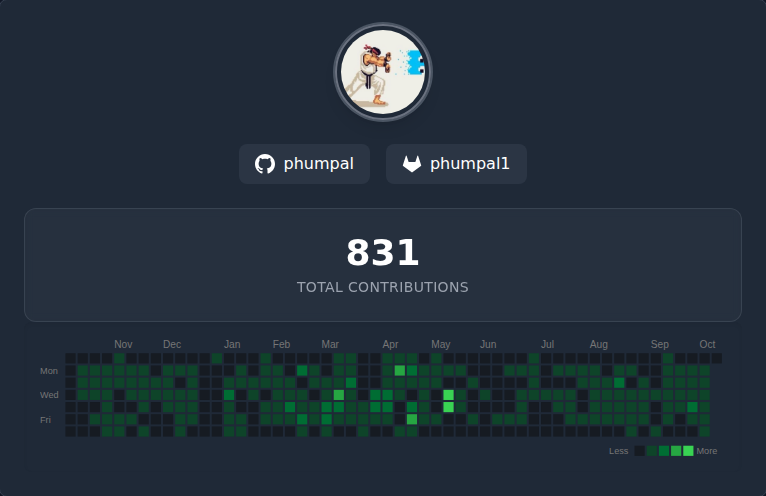 phumpal phumpal1
831
TOTAL CONTRIBUTIONS
Nov Dec Jan Feb Mar Apr May Jun Jul Aug Sep Oct
Mon
Wed
Fri
Less More